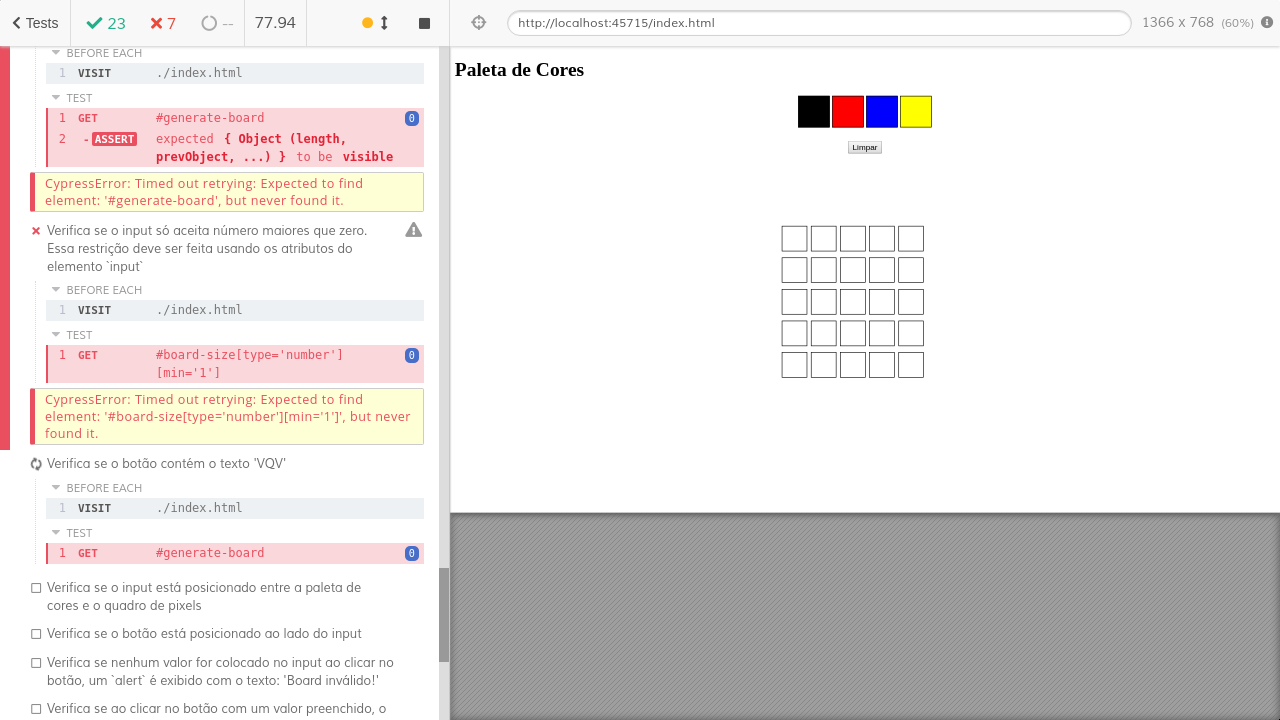 Tests 23 7 -- 77.94 http://localhost:45715/index.html 1366 x 768 (60%)
BEFORE EACH
1 VISIT ./index.html
TEST
1 GET #generate-board 0
2 -ASSERT expected { Object (length,
prevObject, ...) } to be visible
CypressError: Timed out retrying: Expected to find
element: '#generate-board', but never found it.
Verifica se o input só aceita número maiores que zero.
Essa restrição deve ser feita usando os atributos do
elemento `input`
BEFORE EACH
1 VISIT ./index.html
TEST
1 GET #board-size[type='number'] 0
[min='1']
CypressError: Timed out retrying: Expected to find
element: '#board-size[type='number'][min='1']', but never
found it.
Verifica se o botão contém o texto 'VQV'
BEFORE EACH
1 VISIT ./index.html
TEST
1 GET #generate-board 0
Verifica se o input está posicionado entre a paleta de
cores e o quadro de pixels
Verifica se o botão está posicionado ao lado do input
Verifica se nenhum valor for colocado no input ao clicar no
botão, um `alert` é exibido com o texto: 'Board inválido!'
Verifica se ao clicar no botão com um valor preenchido, o
Paleta de Cores
Limpar